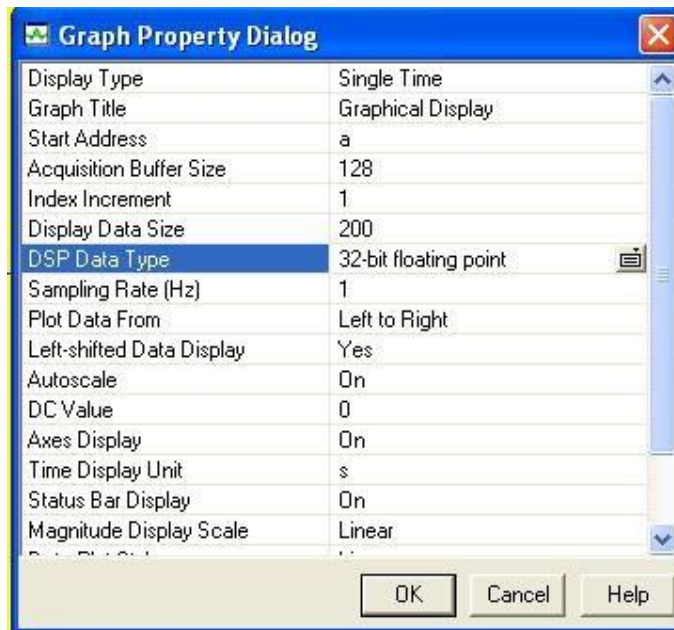 Graph Property Dialog
Display Type Single Time
Graph Title Graphical Display
Start Address a
Acquisition Buffer Size 128
Index Increment 1
Display Data Size 200
DSP Data Type 32-bit floating point
Sampling Rate (Hz) 1
Plot Data From Left to Right
Left-shifted Data Display Yes
Autoscale On
DC Value 0
Axes Display On
Time Display Unit s
Status Bar Display On
Magnitude Display Scale Linear
OK Cancel Help